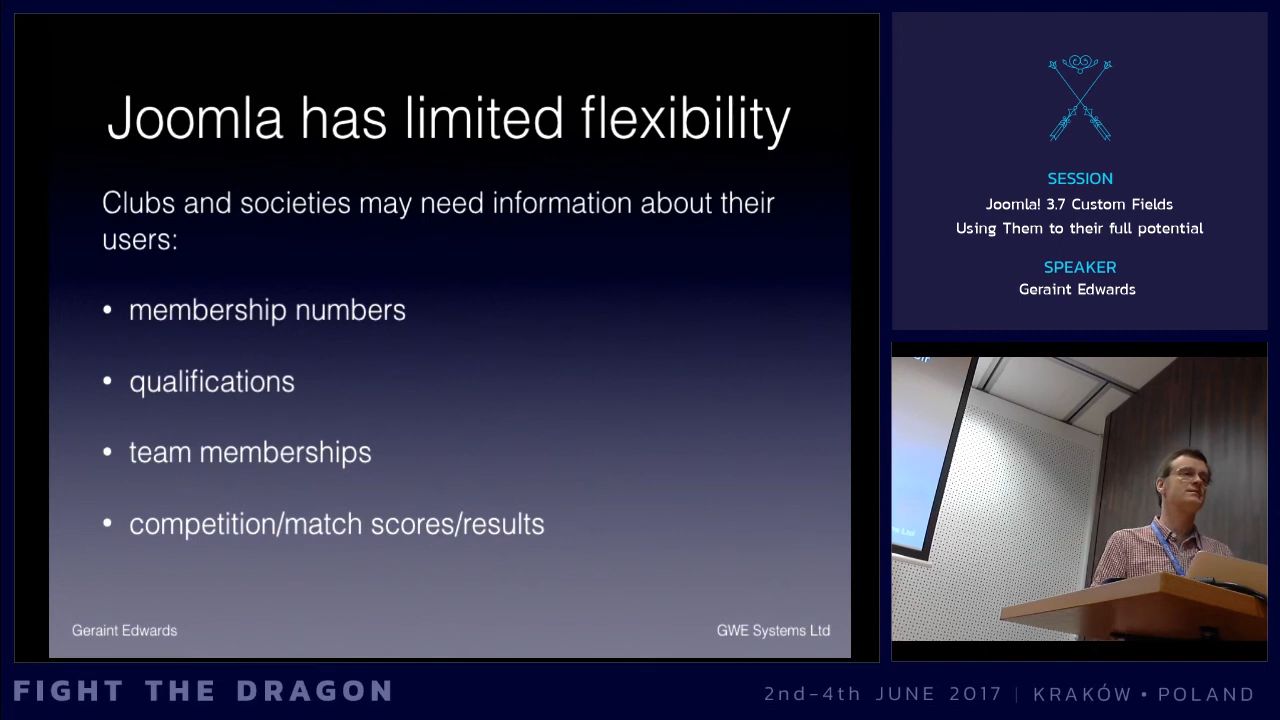 Joomla has limited flexibility
Clubs and societies may need information about their
users:
• membership numbers
• qualifications
• team memberships
• competition/match scores/results
Geraint Edwards
GWE Systems Ltd
SESSION
Joomla! 3.7 Custom Fields
Using Them to their full potential
SPEAKER
Geraint Edwards
FIGHT THE DRAGON
2nd-4th JUNE 2017 | KRAKÓW • POLAND